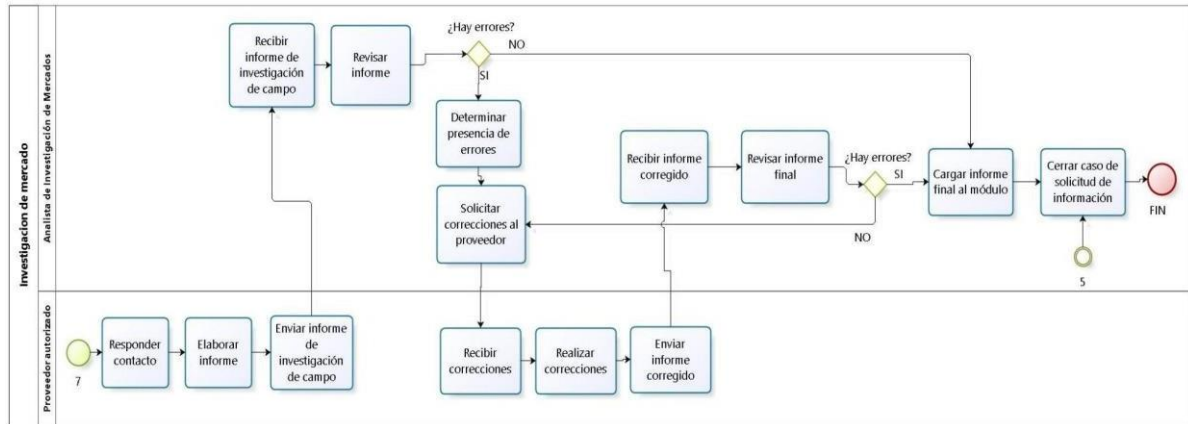 Investigacion de mercado
Analista de Investigación de Mercados
Recibir
informe de
investigación
de campo
Revisar
informe
¿Hay errores?
NO
SI
Determinar
presencia de
errores
Solicitar
correcciones al
proveedor
Recibir informe
corregido
Revisar informe
final
¿Hay errores?
SI
NO
Cargar informe
final al módulo
Cerrar caso de
solicitud de
información
FIN
5
Proveedor autorizado
7
Responder
contacto
Elaborar
informe
Enviar informe
de
investigación
de campo
Recibir
correcciones
Realizar
correcciones
Enviar
informe
corregido